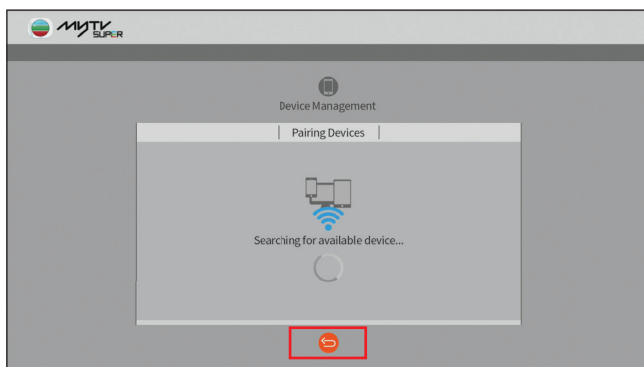 myTV
SUPER
Device Management
Pairing Devices
Searching for available device...